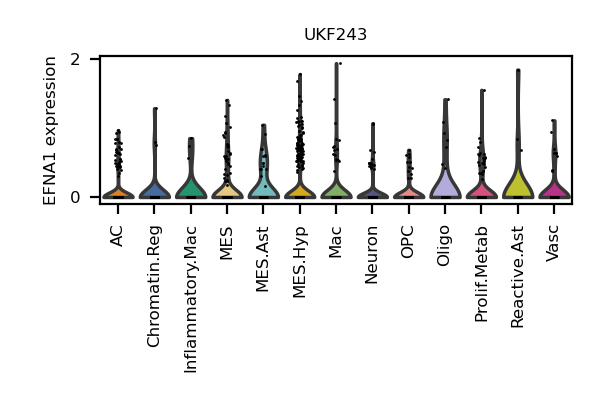 UKF243
EFNA1 expression
2
0
AC
Chromatin.Reg
Inflammatory.Mac
MES
MES.Ast
MES.Hyp
Mac
Neuron
OPC
Oligo
Prolif.Metab
Reactive.Ast
Vasc